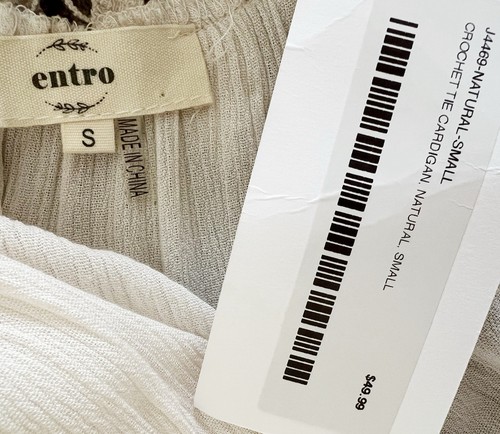 entro
S
MADE IN CHINA
J4469-NATURAL-SMALL
CROCHET TIE CARDIGAN, NATURAL, SMALL
$49.99